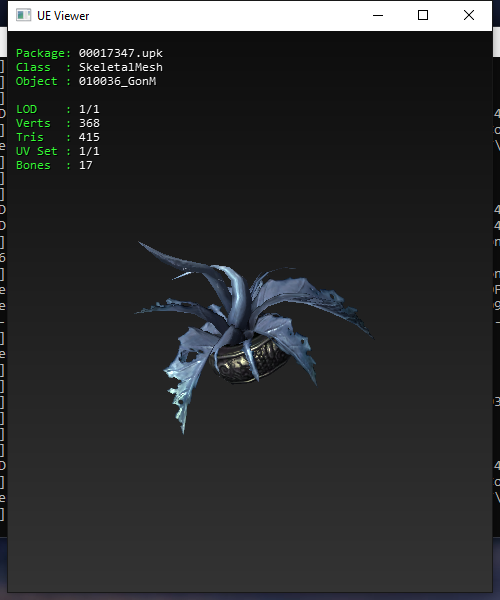 UE Viewer
Package: 00017347.upk
Class  : SkeletalMesh
Object : 010036_GonM
LOD    : 1/1
Verts  : 368
Tris   : 415
UV Set : 1/1
Bones  : 17